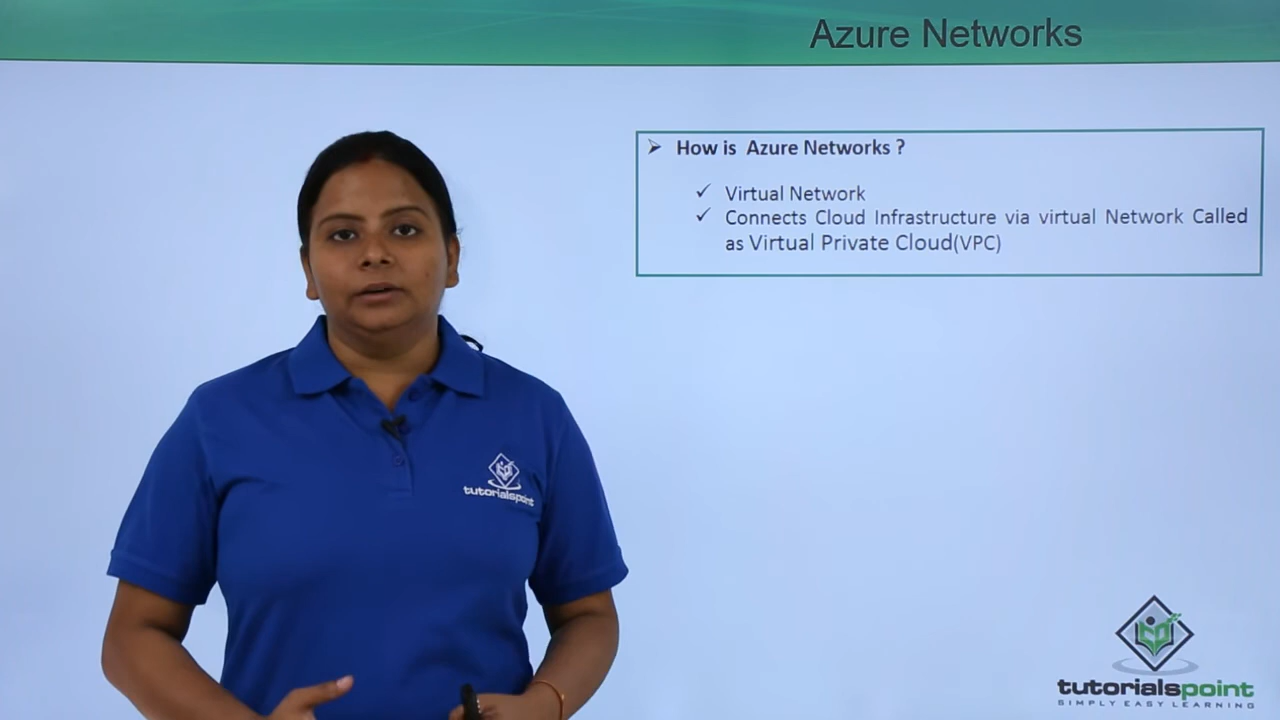 Azure Networks
How is Azure Networks ?
Virtual Network
Connects Cloud Infrastructure via virtual Network Called
as Virtual Private Cloud(VPC)
tutorialspoint
tutorialspoint
SIMPLY EASY LEARNING